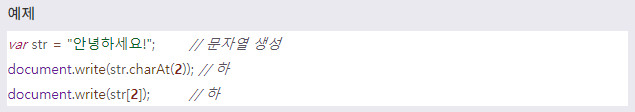 예제
var str = "안녕하세요!"; // 문자열 생성
document.write(str.charAt(2)); // 하
document.write(str[2]); // 하